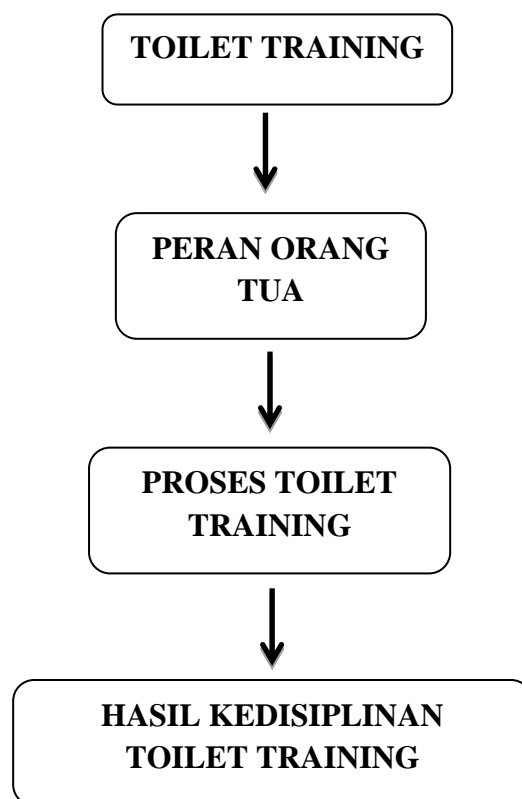 TOILET TRAINING
PERAN ORANG
TUA
PROSES TOILET
TRAINING
HASIL KEDISIPLINAN
TOILET TRAINING